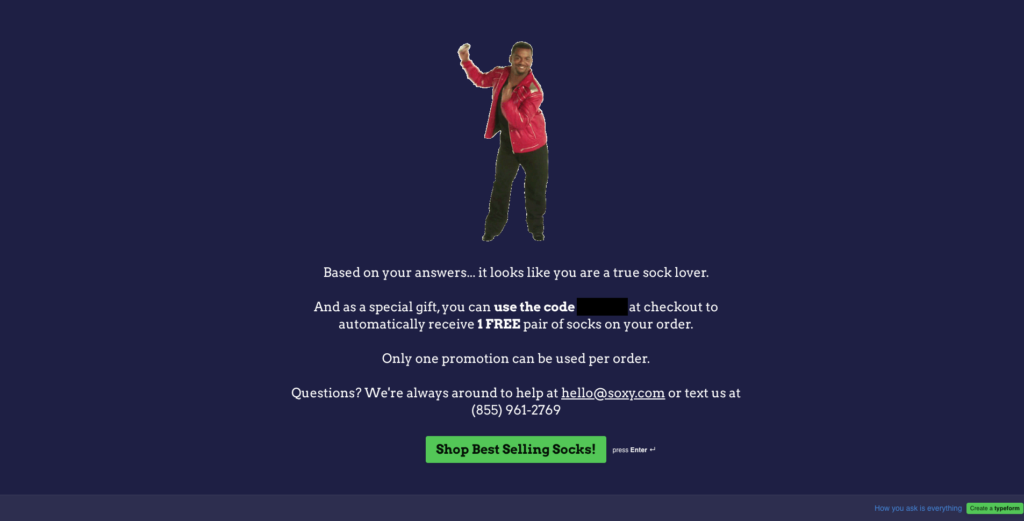 Based on your answers... it looks like you are a true sock lover.
And as a special gift, you can use the code at checkout to
automatically receive 1 FREE pair of socks on your order.
Only one promotion can be used per order.
Questions? We're always around to help at hello@soxy.com or text us at
(855) 961-2769
Shop Best Selling Socks! press Enter ↵
How you ask is everything Create a typeform